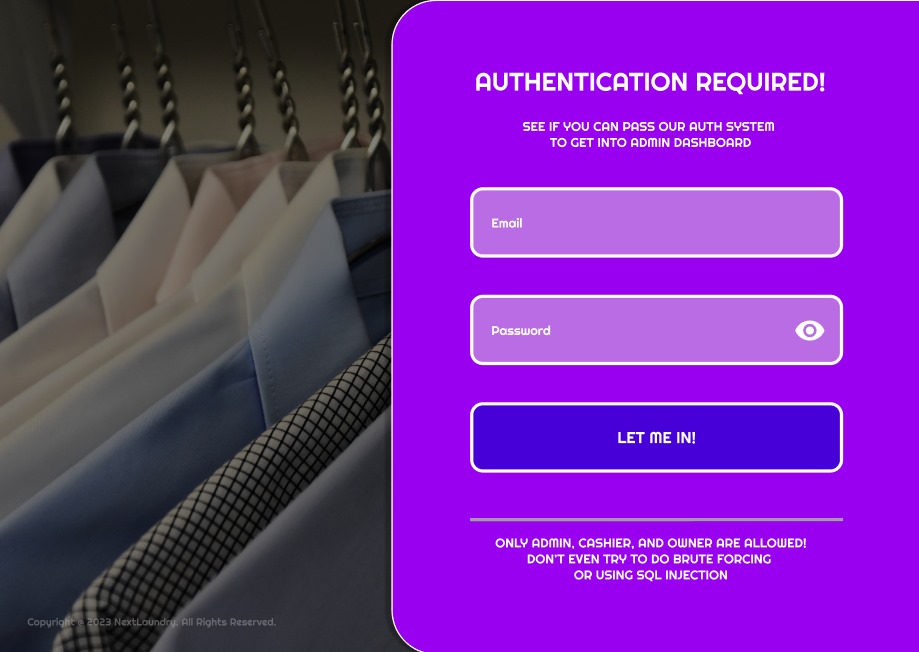 AUTHENTICATION REQUIRED!
SEE IF YOU CAN PASS OUR AUTH SYSTEM
TO GET INTO ADMIN DASHBOARD
Email
Password
LET ME IN!
ONLY ADMIN, CASHIER, AND OWNER ARE ALLOWED!
DON'T EVEN TRY TO DO BRUTE FORCING
OR USING SQL INJECTION
Copyright © 2023 NextLaundry. All Rights Reserved.